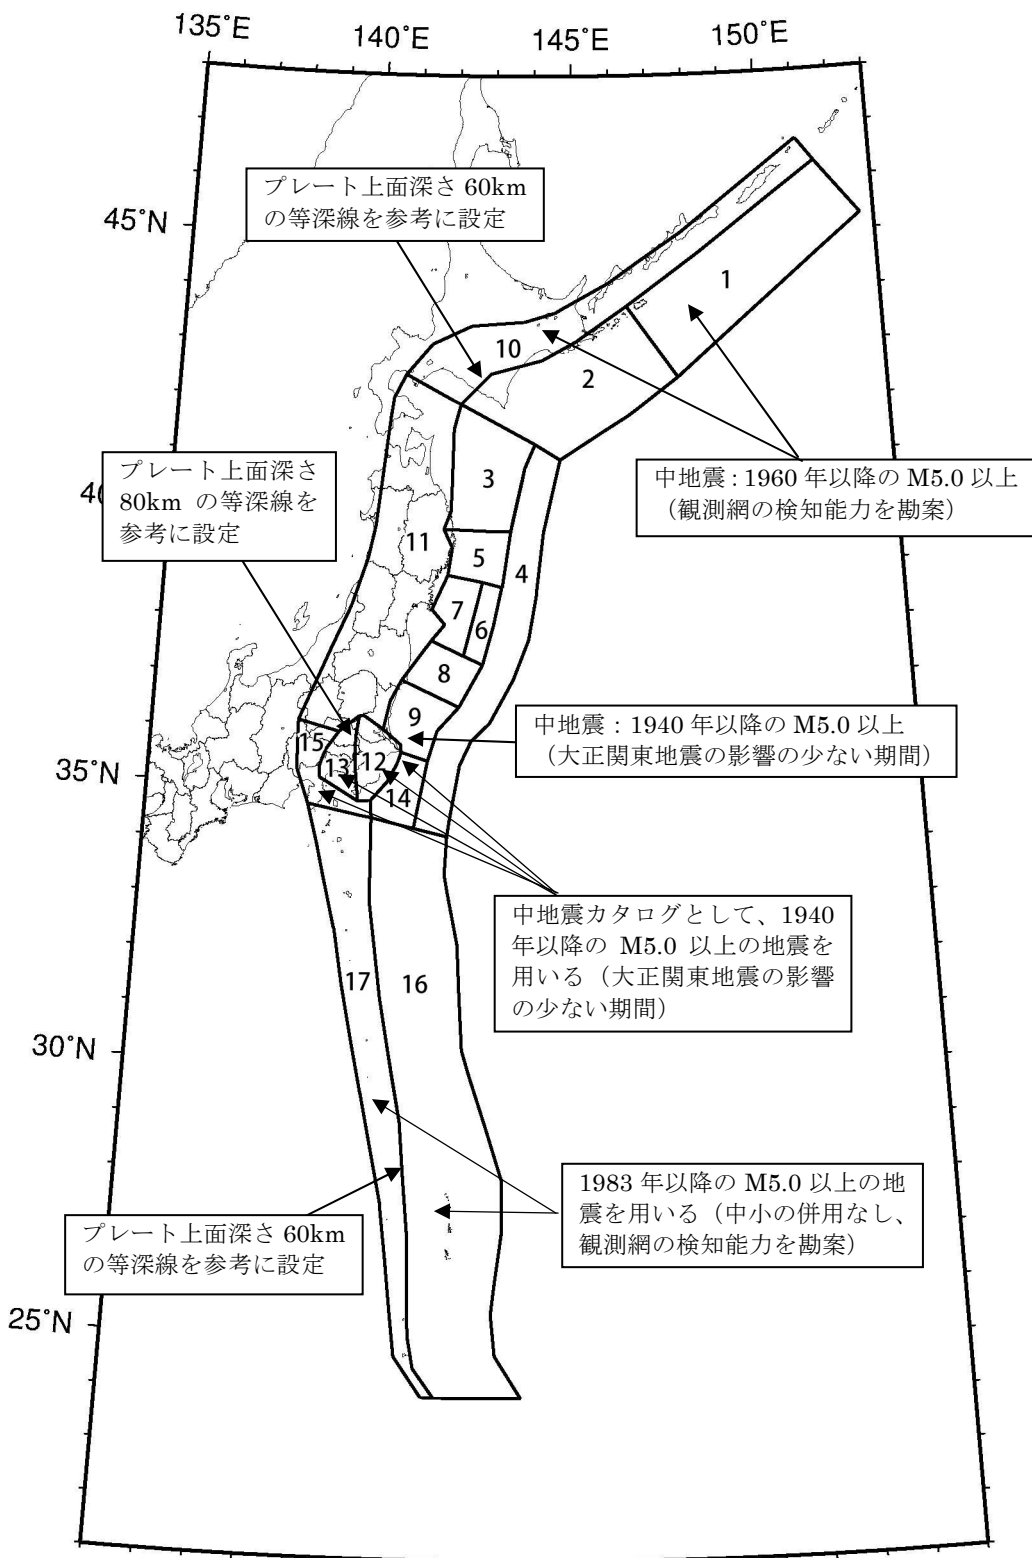 135°E
140°E
145°E
150°E
プレート上面深さ 60km
の等深線を参考に設定
45°N
1
10
2
プレート上面深さ
80km の等深線を
参考に設定
中地震：1960 年以降の M5.0 以上
（観測網の検知能力を勘案）
3
11
5
4
7
6
8
9
中地震：1940 年以降の M5.0 以上
（大正関東地震の影響の少ない期間）
15
13
12
14
35°N
中地震カタログとして、1940
年以降の M5.0 以上の地震を
用いる（大正関東地震の影響
の少ない期間）
17
16
30°N
1983 年以降の M5.0 以上の地
震を用いる（中小の併用なし、
観測網の検知能力を勘案）
プレート上面深さ 60km
の等深線を参考に設定
25°N